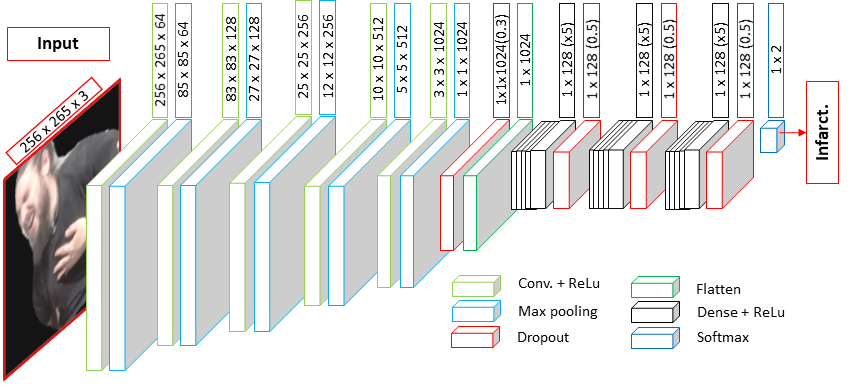 Input
256 x 265 x 3
256 x 265 x 64
85 x 85 x 64
83 x 83 x 128
27 x 27 x 128
25 x 25 x 256
12 x 12 x 256
10 x 10 x 512
5 x 5 x 512
3 x 3 x 1024
1 x 1 x 1024
1x1x1024(0.3)
1 x 1024
1 x 128 (x5)
1 x 128 (0.5)
1 x 128 (x5)
1 x 128 (0.5)
1 x 128 (x5)
1 x 128 (0.5)
1 x 2
Infarct.
Conv. + ReLu
Max pooling
Dropout
Flatten
Dense + ReLu
Softmax